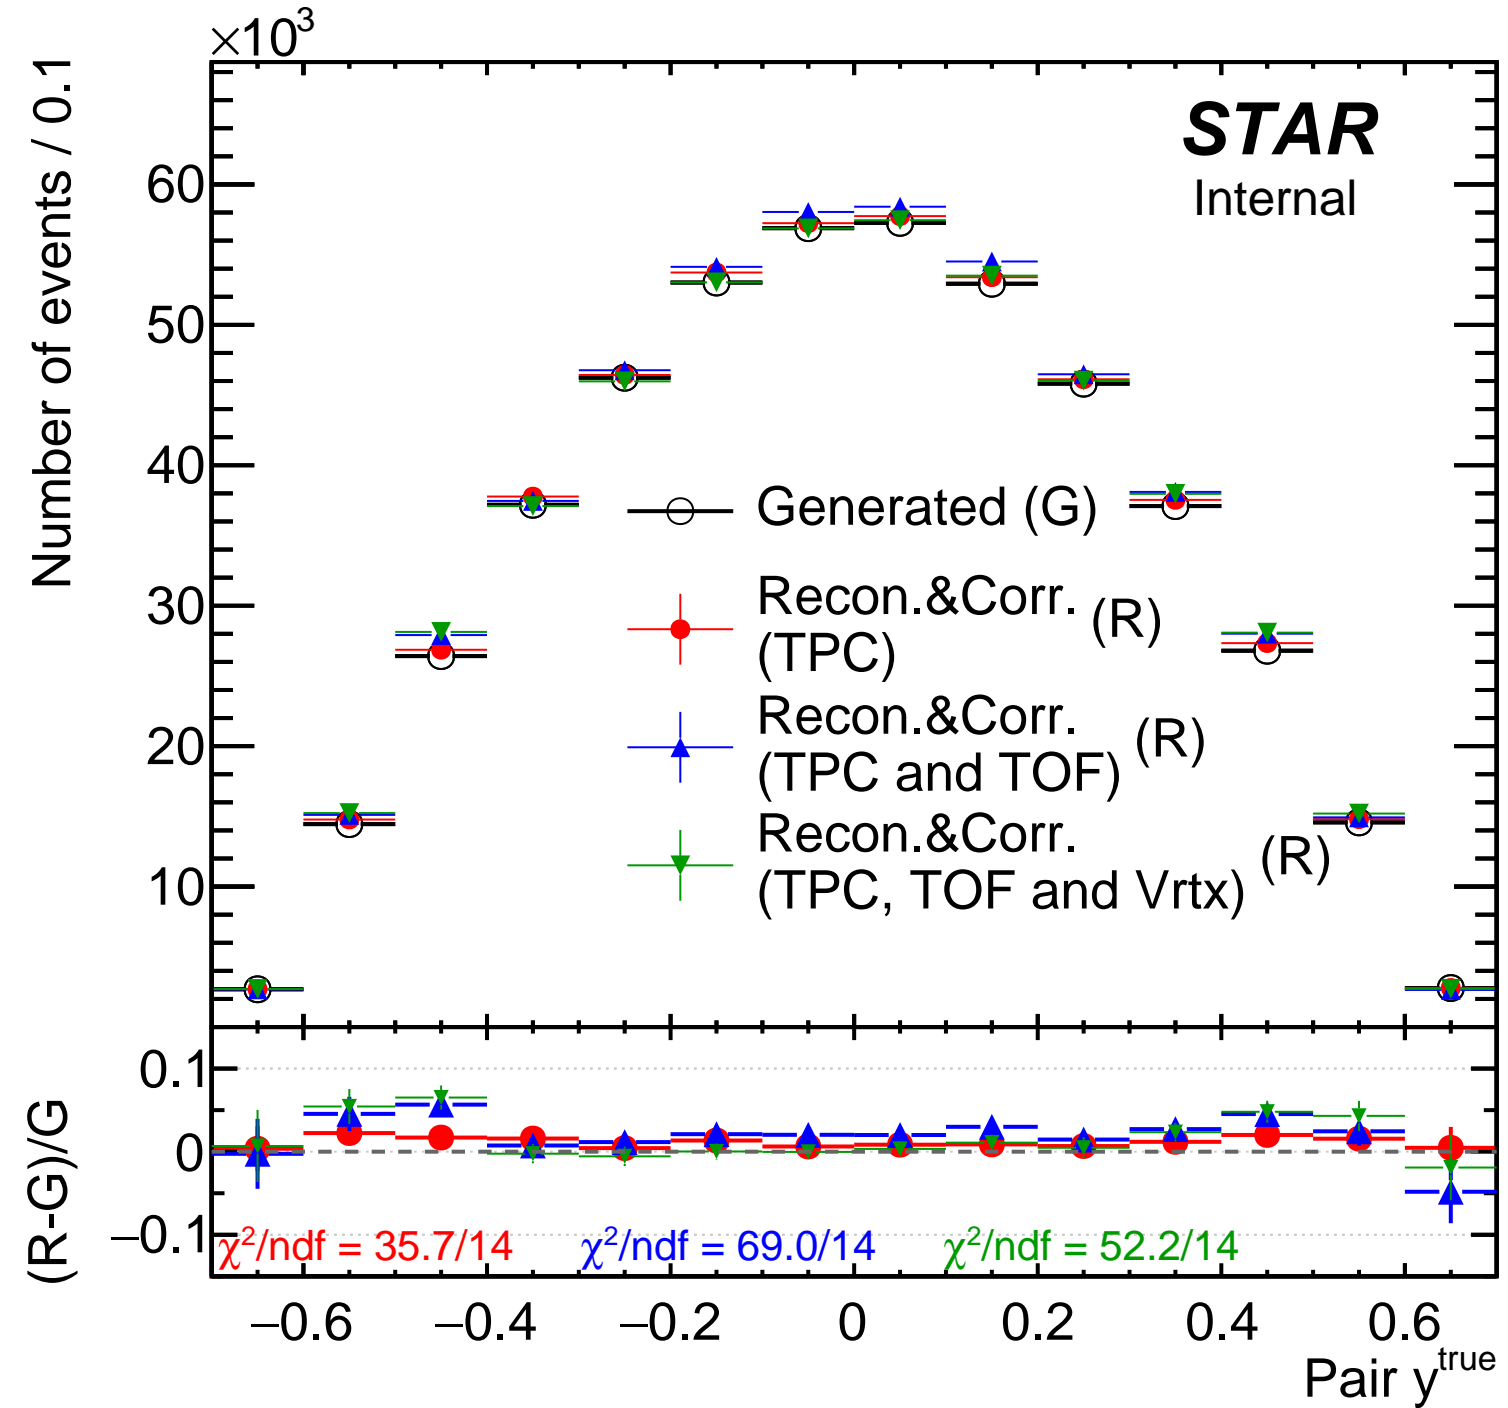 ×10³
Number of events / 0.1
60
50
40
30
20
10
STAR
Internal
Generated (G)
Recon.&Corr. (R)
(TPC)
Recon.&Corr. (R)
(TPC and TOF)
Recon.&Corr. (R)
(TPC, TOF and Vrtx)
(R-G)/G
0.1
0
−0.1
χ²/ndf = 35.7/14
χ²/ndf = 69.0/14
χ²/ndf = 52.2/14
−0.6 −0.4 −0.2 0 0.2 0.4 0.6
Pair y^true